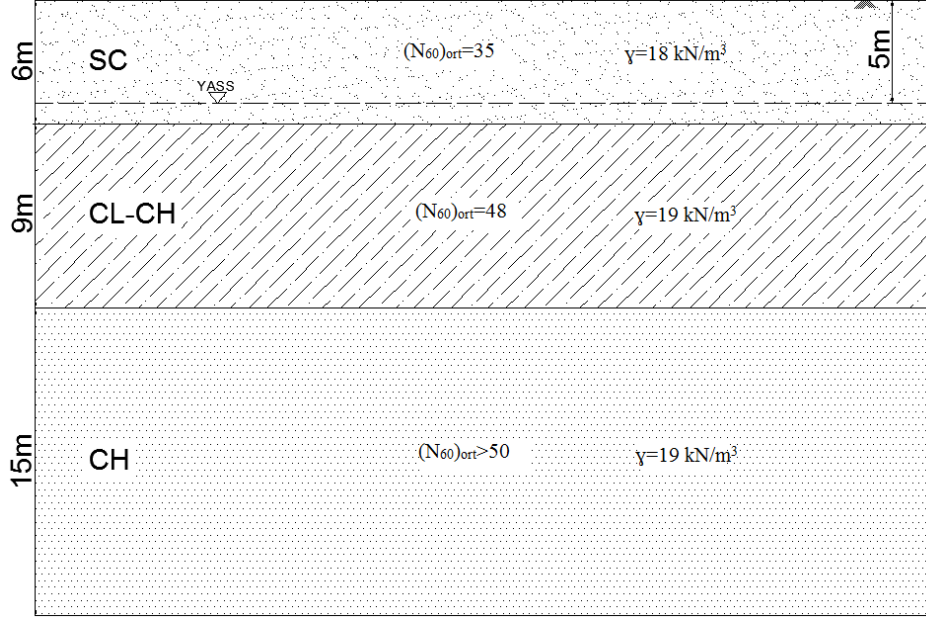 6m
SC
(N60)ort=35
γ=18 kN/m³
5m
YASS
9m
CL-CH
(N60)ort=48
γ=19 kN/m³
15m
CH
(N60)ort>50
γ=19 kN/m³